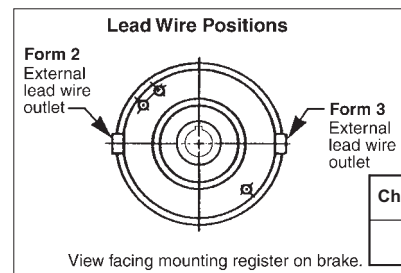 Lead Wire Positions
Form 2
External
lead wire
outlet
Form 3
External
lead wire
outlet
Ch
View facing mounting register on brake.